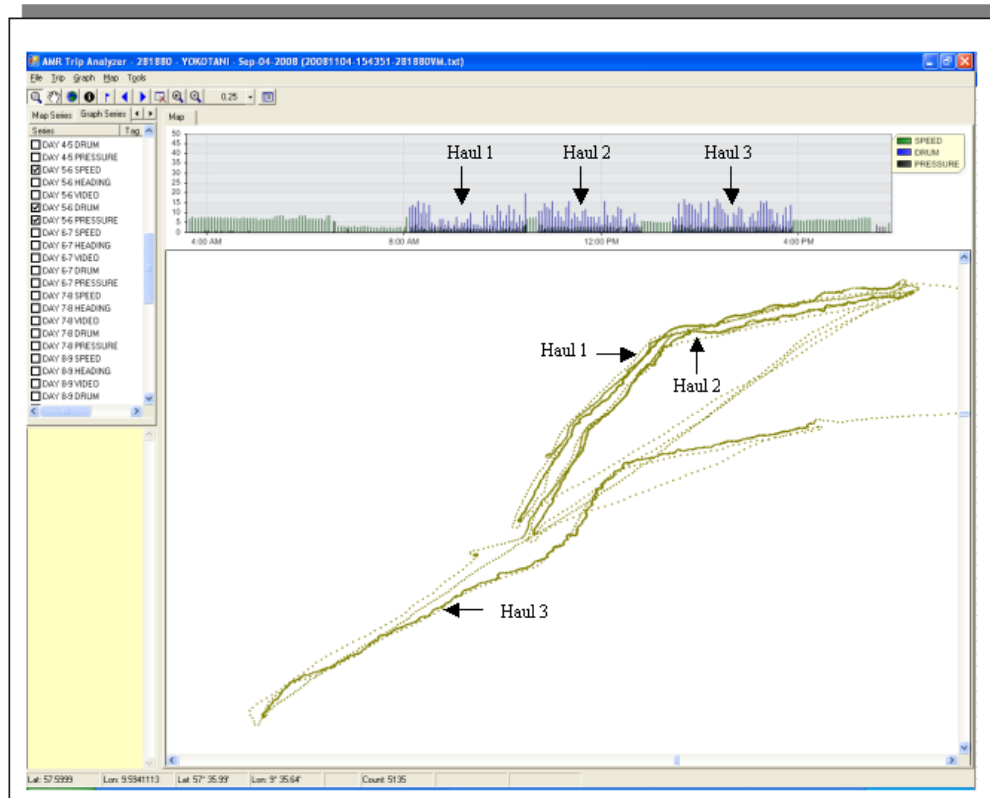 AMR Trip Analyzer - 281880 - YOKOTANI - Sep-04-2008 (20081104-154351-281880VM.txt)
File Trip Graph Map Tools
0.25
Map Series Graph Series
Map
Series Tag
DAY 4-5 DRUM
DAY 4-5 PRESSURE
DAY 5-6 SPEED
DAY 5-6 HEADING
DAY 5-6 VIDEO
DAY 5-6 DRUM
DAY 5-6 PRESSURE
DAY 6-7 SPEED
DAY 6-7 HEADING
DAY 6-7 VIDEO
DAY 6-7 DRUM
DAY 6-7 PRESSURE
DAY 7-8 SPEED
DAY 7-8 HEADING
DAY 7-8 VIDEO
DAY 7-8 DRUM
DAY 7-8 PRESSURE
DAY 8-9 SPEED
DAY 8-9 HEADING
DAY 8-9 VIDEO
DAY 8-9 DRUM
50
45
40
35
30
25
20
15
10
5
0
Haul 1 Haul 2 Haul 3
SPEED
DRUM
PRESSURE
4:00 AM 8:00 AM 12:00 PM 4:00 PM
Haul 1
Haul 2
Haul 3
Lat: 57.5999 Lon: 9.5941113 Lat: 57° 35.99' Lon: 9° 35.64' Count: 5135